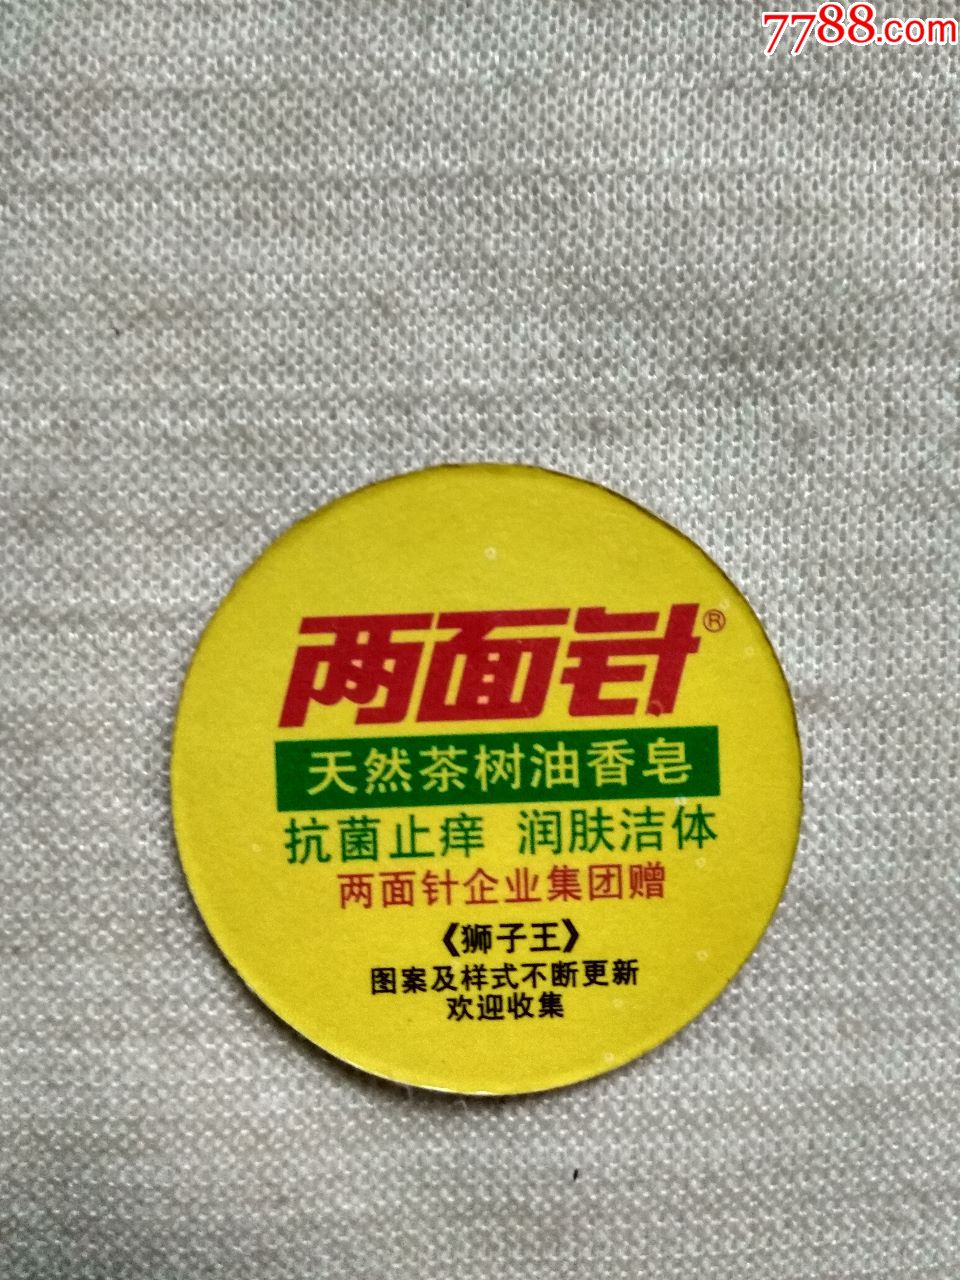 7788.com
两面针®
天然茶树油香皂
抗菌止痒 润肤洁体
两面针企业集团赠
《狮子王》
图案及样式不断更新
欢迎收集